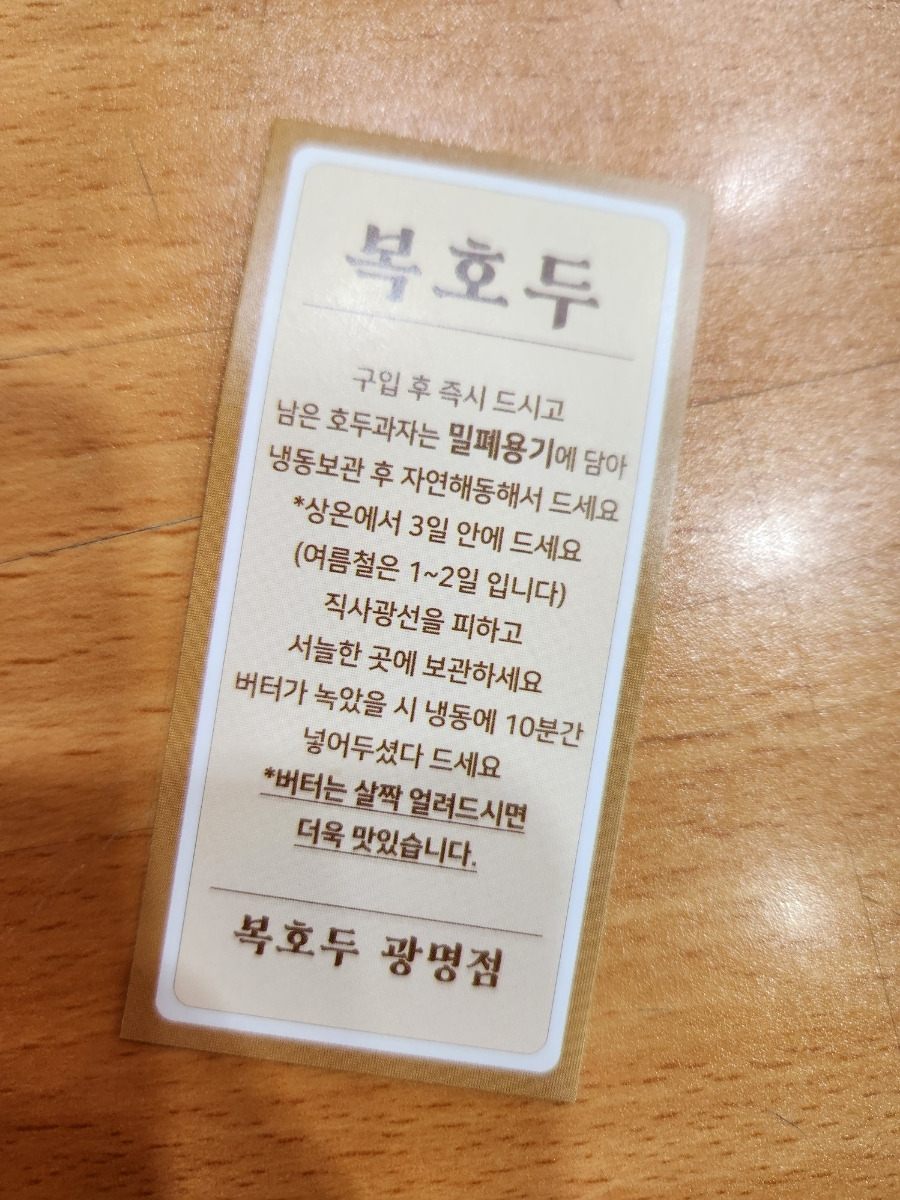 복호두
구입 후 즉시 드시고
남은 호두과자는 밀폐용기에 담아
냉동보관 후 자연해동해서 드세요
*상온에서 3일 안에 드세요
(여름철은 1~2일 입니다)
직사광선을 피하고
서늘한 곳에 보관하세요
버터가 녹았을 시 냉동에 10분간
넣어두셨다 드세요
*버터는 살짝 얼려드시면
더욱 맛있습니다.
복호두 광명점